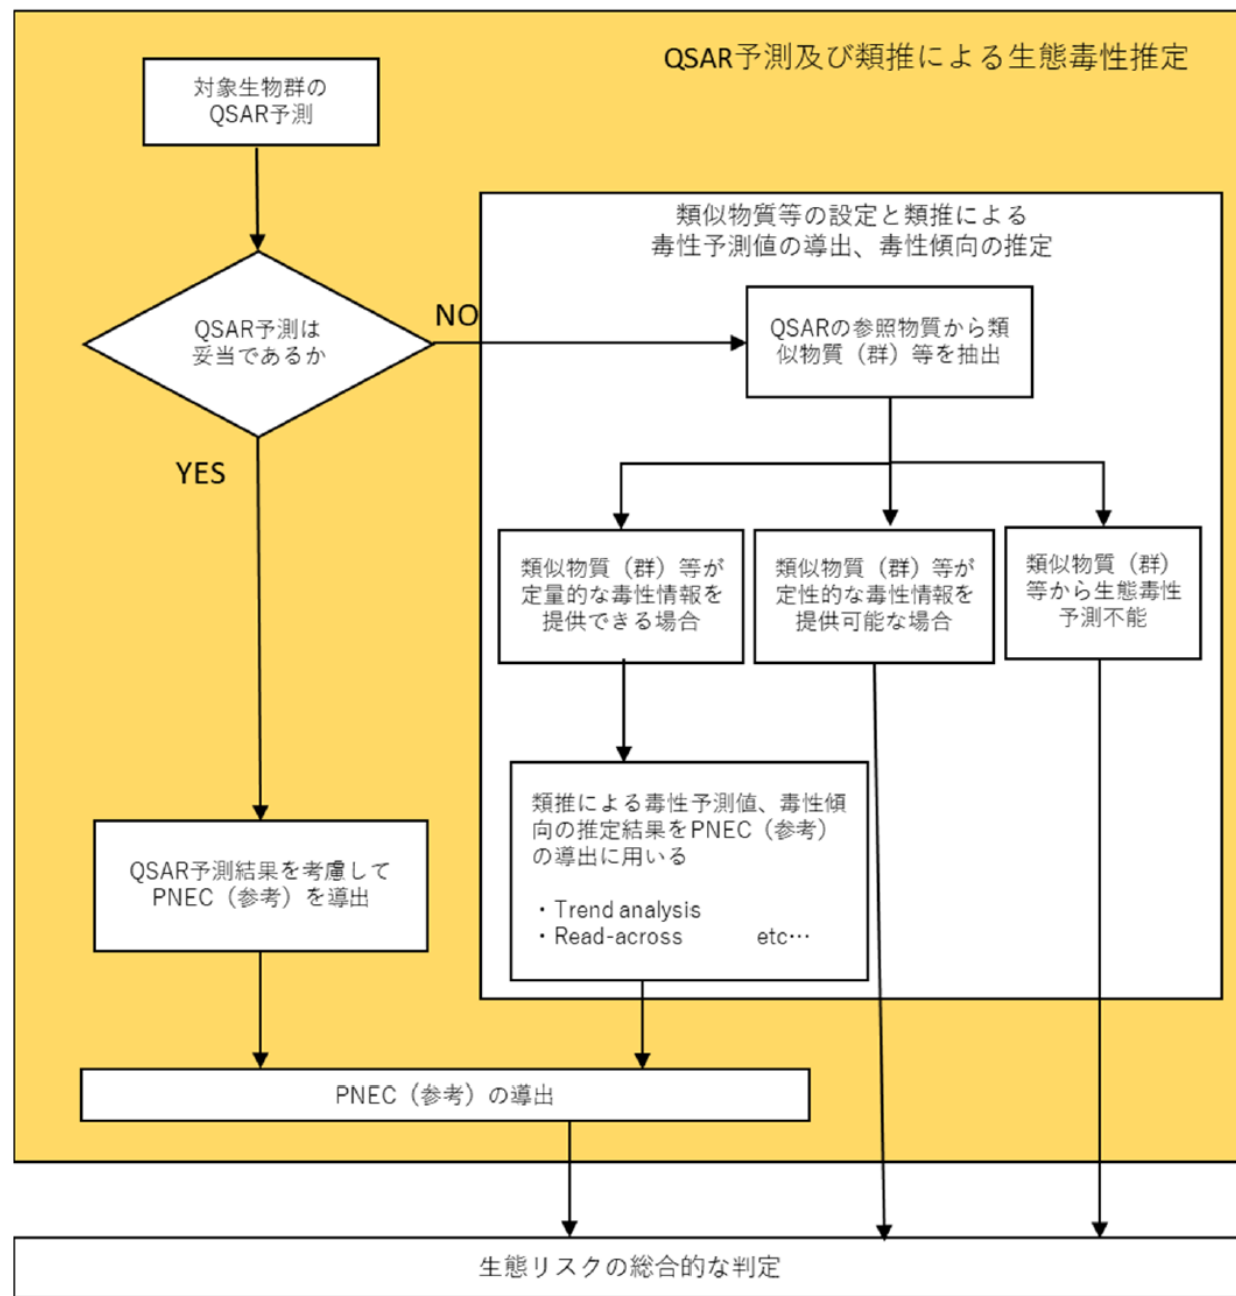 QSAR予測及び類推による生態毒性推定
対象生物群の
QSAR予測
類似物質等の設定と類推による
毒性予測値の導出、毒性傾向の推定
QSAR予測は
妥当であるか
NO
QSARの参照物質から類
似物質（群）等を抽出
YES
類似物質（群）等が
定量的な毒性情報を
提供できる場合
類似物質（群）等が
定性的な毒性情報を
提供可能な場合
類似物質（群）
等から生態毒性
予測不能
類推による毒性予測値、毒性傾
向の推定結果をPNEC（参考）
の導出に用いる
・Trend analysis
・Read-across etc…
QSAR予測結果を考慮して
PNEC（参考）を導出
PNEC（参考）の導出
生態リスクの総合的な判定